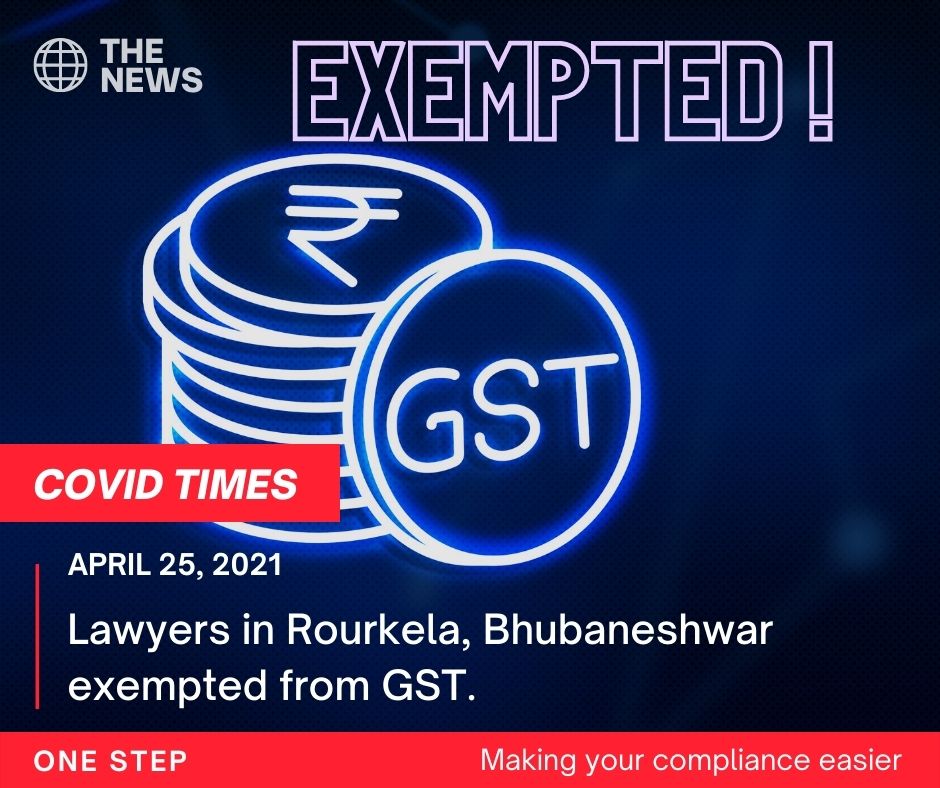 THE
NEWS
EXEMPTED !
₹
GST
COVID TIMES
APRIL 25, 2021
Lawyers in Rourkela, Bhubaneshwar
exempted from GST.
ONE STEP
Making your compliance easier